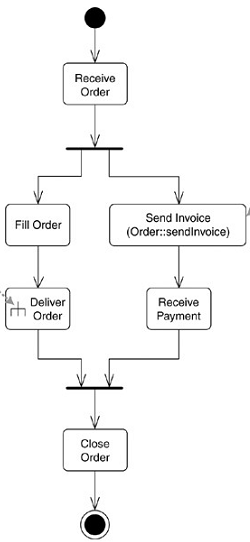 Receive
Order
Fill Order
Send Invoice
(Order::sendInvoice)
Deliver
Order
Receive
Payment
Close
Order